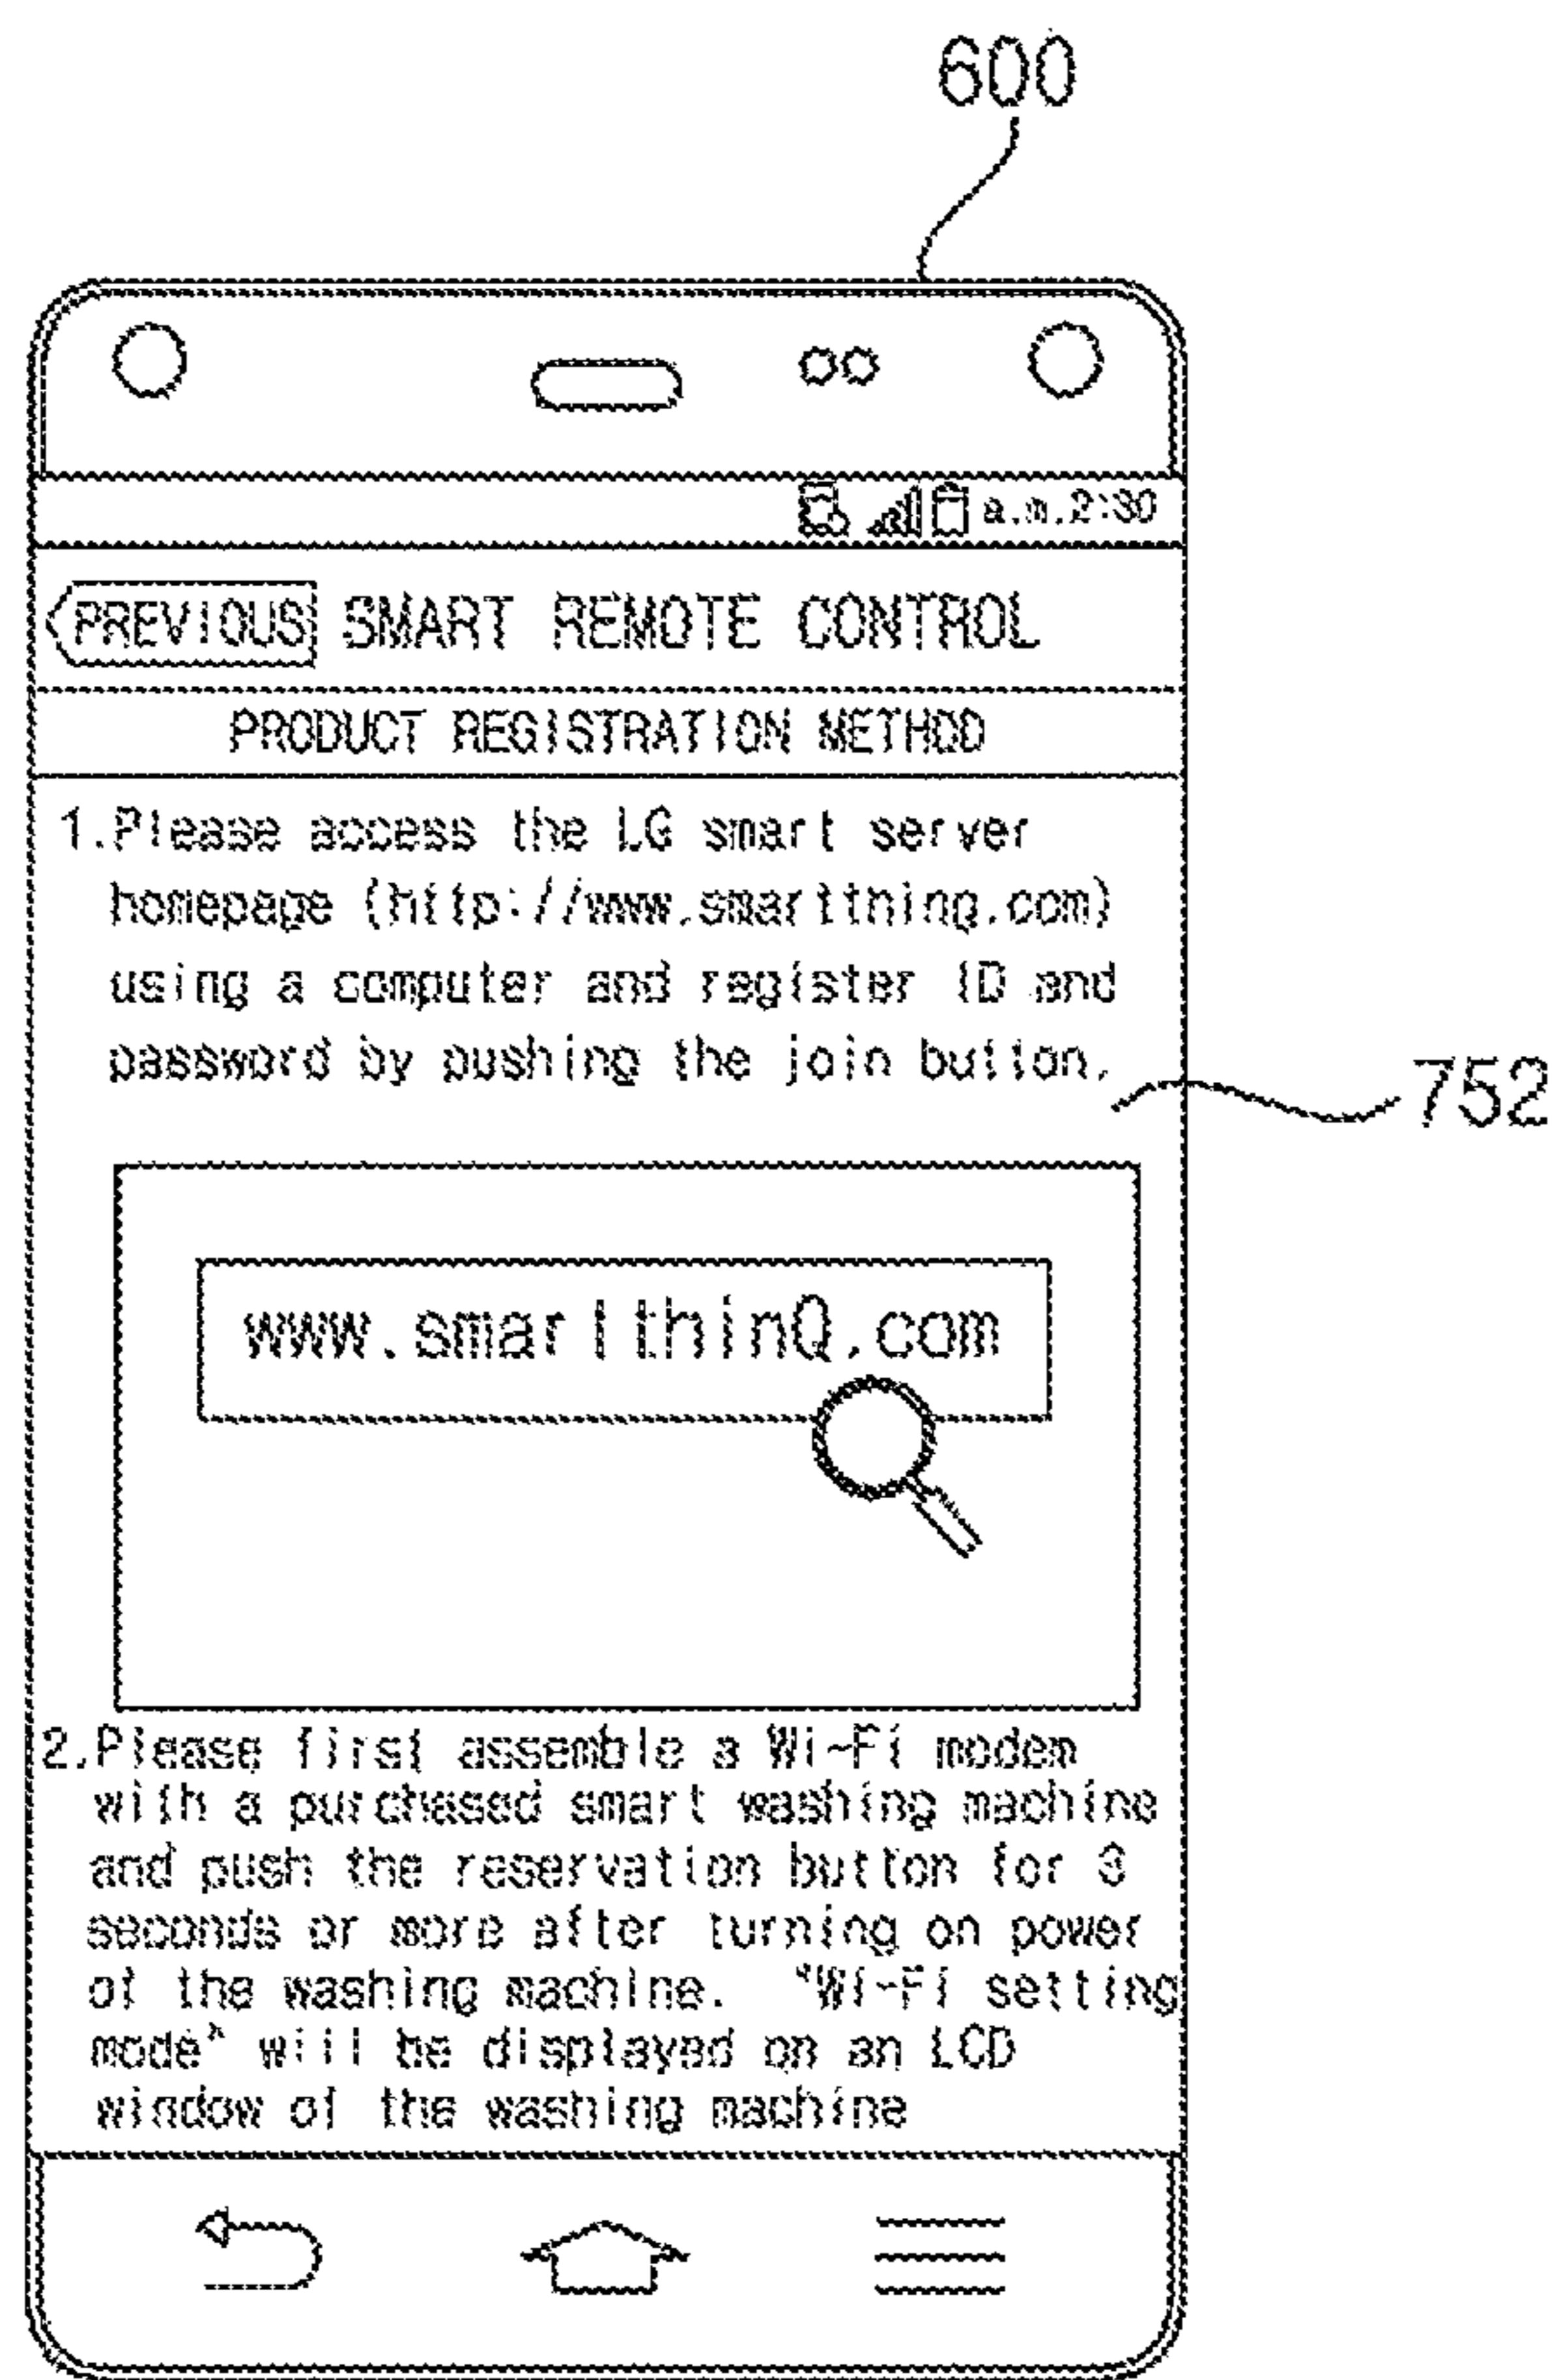 600
a.m.2:30
PREVIOUS SMART REMOTE CONTROL
PRODUCT REGISTRATION METHOD
1.Please access the LG smart server
homepage (http://www.smartthinq.com)
using a computer and register ID and
password by pushing the join button.
752
www.smartthinQ.com
2.Please first assemble a Wi-Fi modem
with a purchased smart washing machine
and push the reservation button for 3
seconds or more after turning on power
of the washing machine. "Wi-Fi setting
mode" will be displayed on an LCD
window of the washing machine